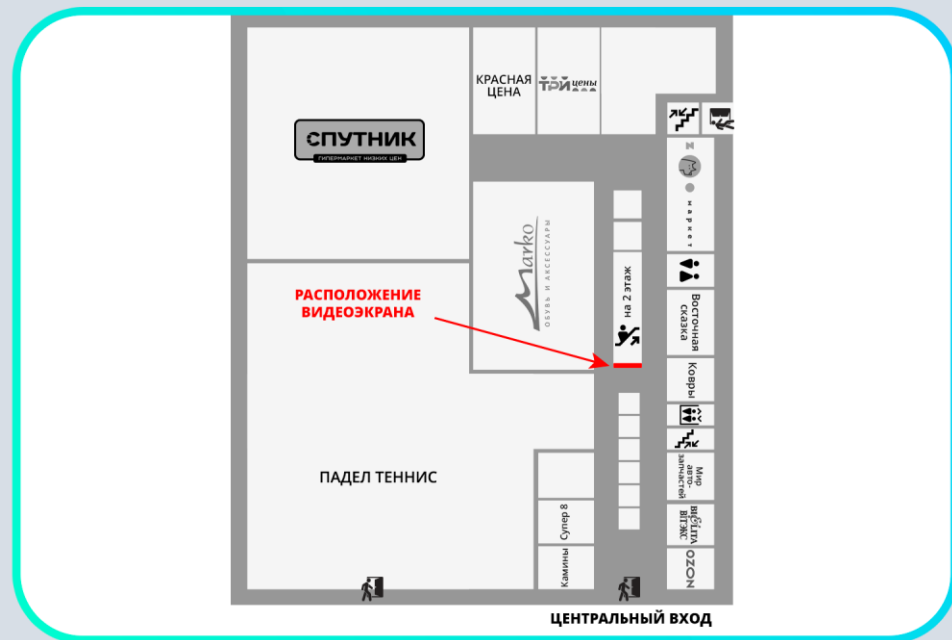 КРАСНАЯ
ЦЕНА
ТРИ цены
СПУТНИК
ГИПЕРМАРКЕТ НИЗКИХ ЦЕН
маркет
Marko
ОБУВЬ И АКСЕССУАРЫ
на 2 этаж
РАСПОЛОЖЕНИЕ
ВИДЕОЭКРАНА
Восточная
сказка
Ковры
ПАДЕЛ ТЕННИС
Мир
авто-
запчастей
Супер 8
ВІТЭКС
Камины
OZON
ЦЕНТРАЛЬНЫЙ ВХОД